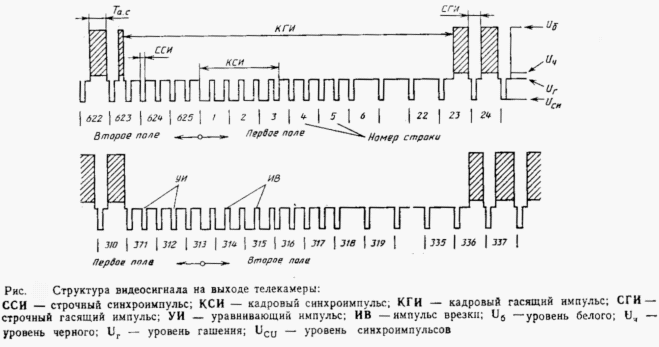 Tа.с СГИ Uб
КГИ
ССИ
КСИ Uч
Uг
Uси
622 623 624 625 1 2 3 4 5 6 22 23 24
Второе поле Первое поле Номер строки
УИ ИВ
310 371 312 313 314 315 316 317 318 319 335 336 337
Первое поле Второе поле
Рис. Структура видеосигнала на выходе телекамеры:
ССИ — строчный синхроимпульс; КСИ — кадровый синхроимпульс; КГИ — кадровый гасящий импульс; СГИ —
строчный гасящий импульс; УИ — уравнивающий импульс; ИВ — импульс врезки; Uб — уровень белого; Uч —
уровень черного; Uг — уровень гашения; UСИ — уровень синхроимпульсов